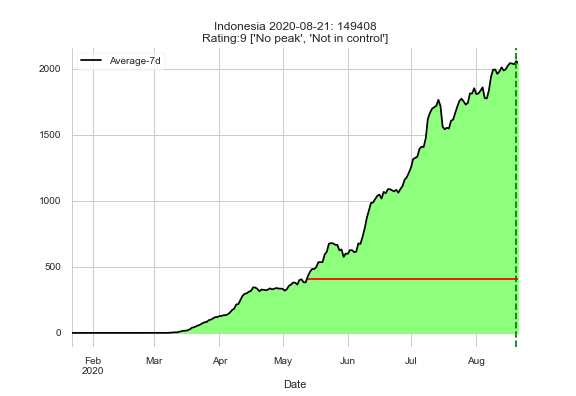 Indonesia 2020-08-21: 149408
Rating:9 ['No peak', 'Not in control']
Average-7d
2000
1500
1000
500
0
Feb Mar Apr May Jun Jul Aug
2020
Date